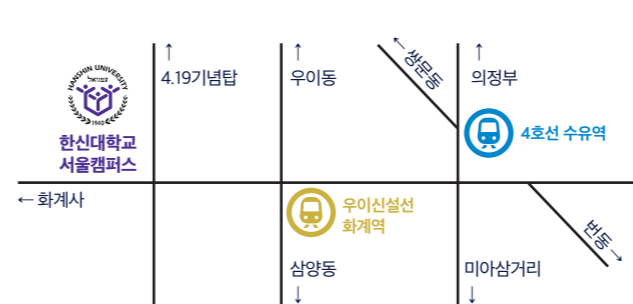 ↑
4.19기념탑
↑
우이동
← 쌍문동
↑
의정부
HANSHIN UNIVERSITY
1940
한신대학교
서울캠퍼스
4호선 수유역
← 화계사
우이신설선
화계역
번동 →
삼양동
↓
미아삼거리
↓